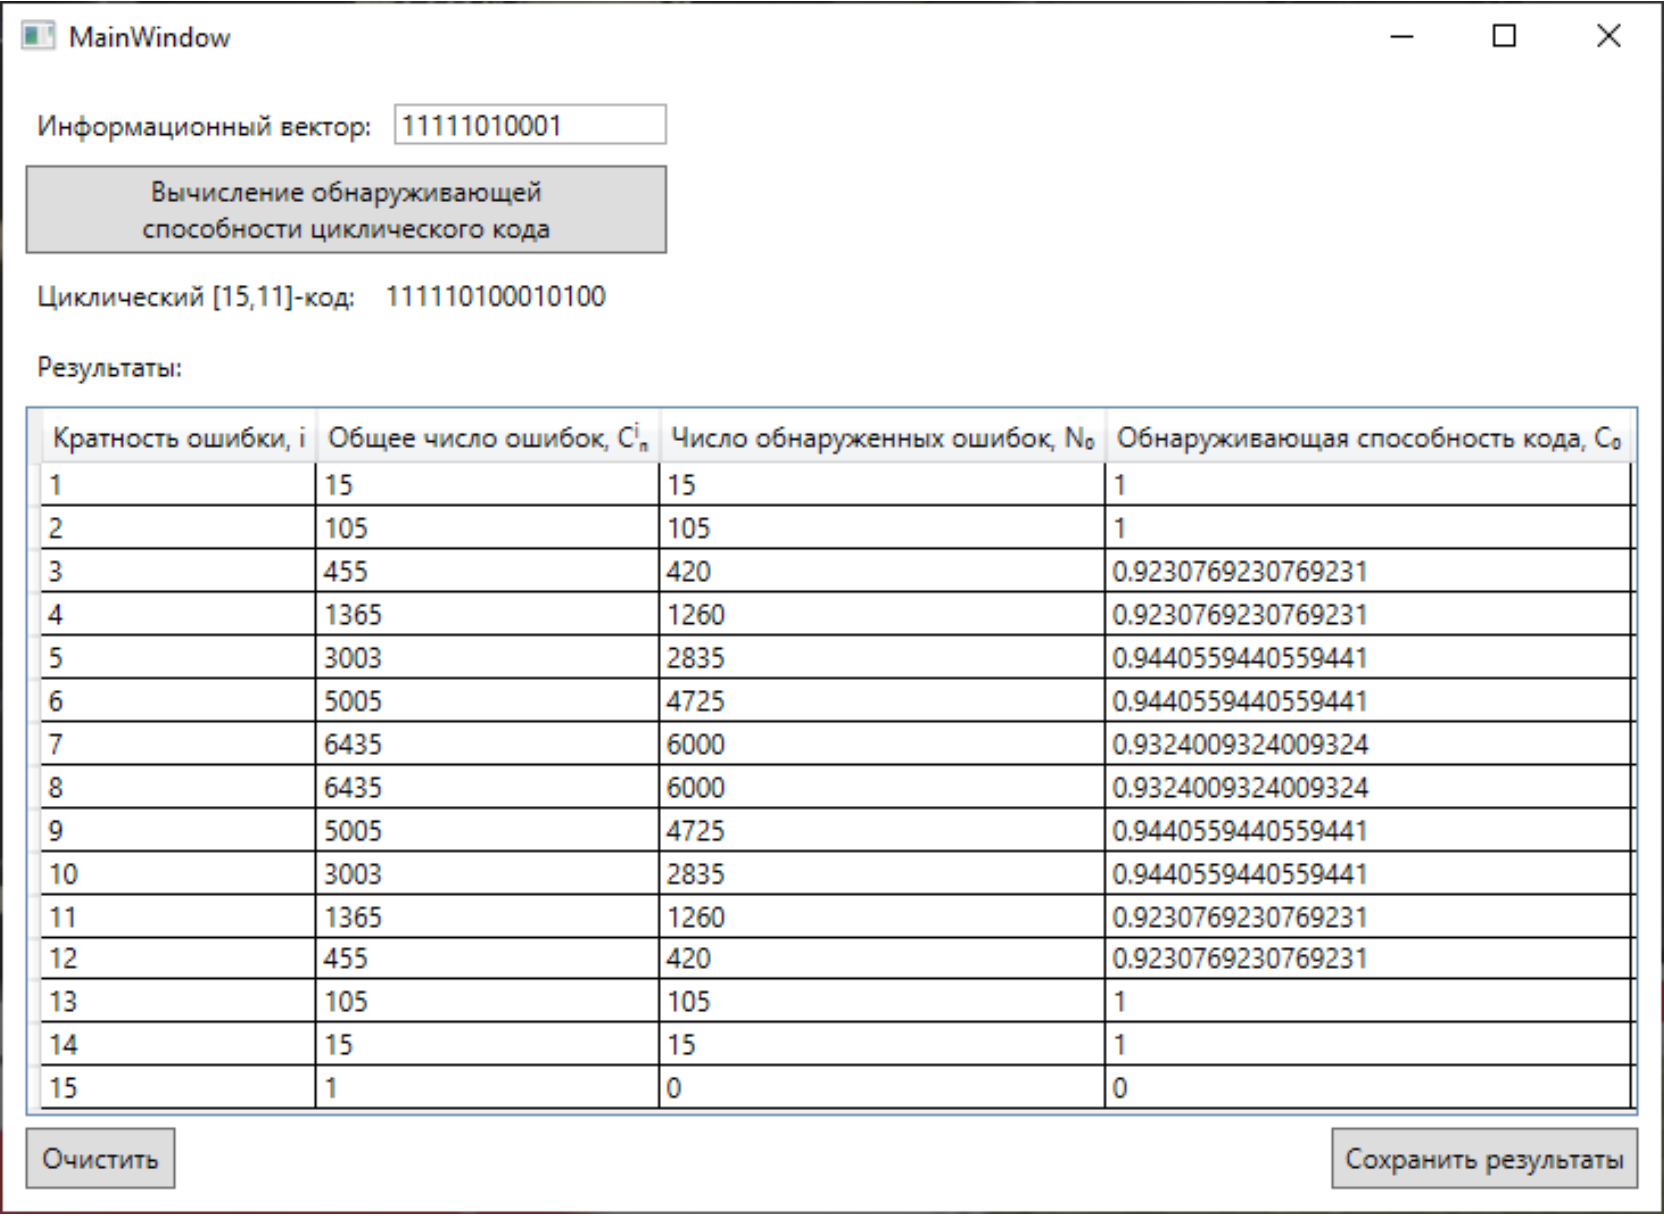 MainWindow
Информационный вектор: 11111010001
Вычисление обнаруживающей
способности циклического кода
Циклический [15,11]-код: 111110100010100
Результаты:
Кратность ошибки, i Общее число ошибок, Cⁱₙ Число обнаруженных ошибок, N₀ Обнаруживающая способность кода, C₀
1 15 15 1
2 105 105 1
3 455 420 0.9230769230769231
4 1365 1260 0.9230769230769231
5 3003 2835 0.9440559440559441
6 5005 4725 0.9440559440559441
7 6435 6000 0.9324009324009324
8 6435 6000 0.9324009324009324
9 5005 4725 0.9440559440559441
10 3003 2835 0.9440559440559441
11 1365 1260 0.9230769230769231
12 455 420 0.9230769230769231
13 105 105 1
14 15 15 1
15 1 0 0
Очистить Сохранить результаты